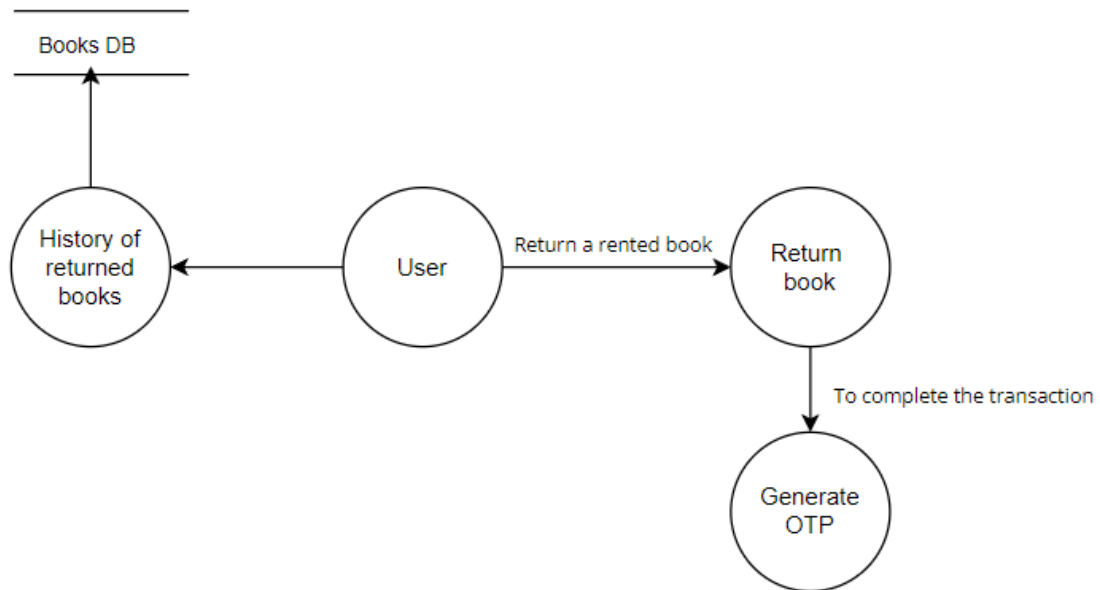 Books DB
History of
returned
books
User
Return a rented book
Return
book
To complete the transaction
Generate
OTP